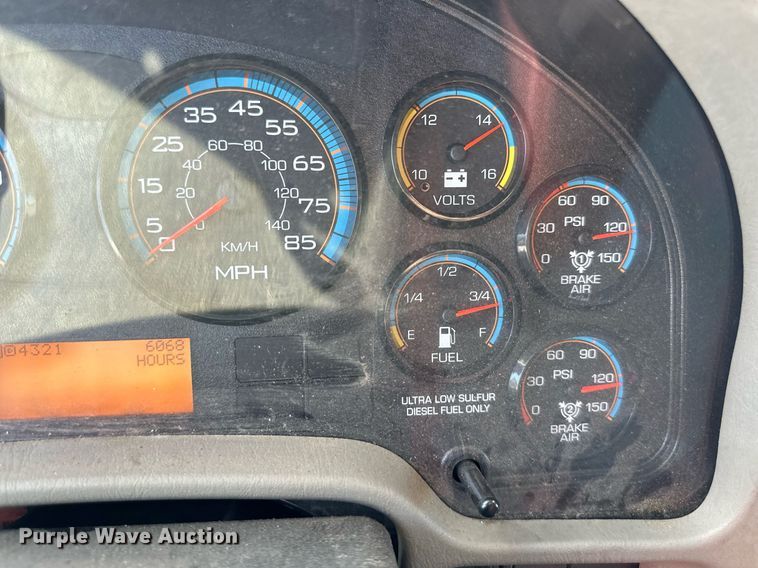 5
15
25
35
45
55
65
75
85
0
20
40
60
80
120
140
KM/H
MPH
10
12
14
16
VOLTS
E
1/4
1/2
3/4
F
FUEL
0
30
60
90
120
150
PSI
1
BRAKE
AIR
0
30
60
90
120
150
PSI
2
BRAKE
AIR
4321
6068
HOURS
ULTRA LOW SULFUR
DIESEL FUEL ONLY
Purple Wave Auction